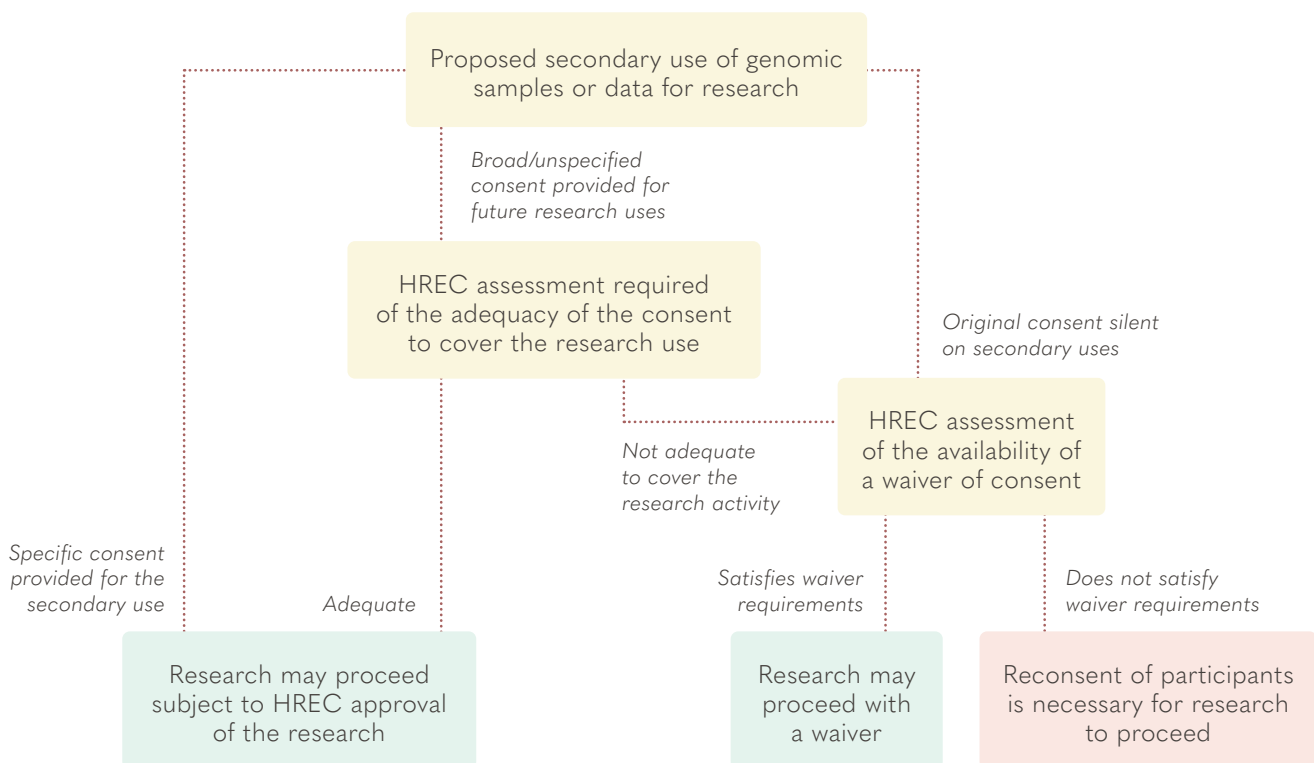 Proposed secondary use of genomic
samples or data for research
Broad/unspecified
consent provided for
future research uses
HREC assessment required
of the adequacy of the consent
to cover the research use
Original consent silent
on secondary uses
HREC assessment
of the availability of
a waiver of consent
Not adequate
to cover the
research activity
Specific consent
provided for the
secondary use
Adequate
Satisfies waiver
requirements
Does not satisfy
waiver requirements
Research may proceed
subject to HREC approval
of the research
Research may
proceed with
a waiver
Reconsent of participants
is necessary for research
to proceed